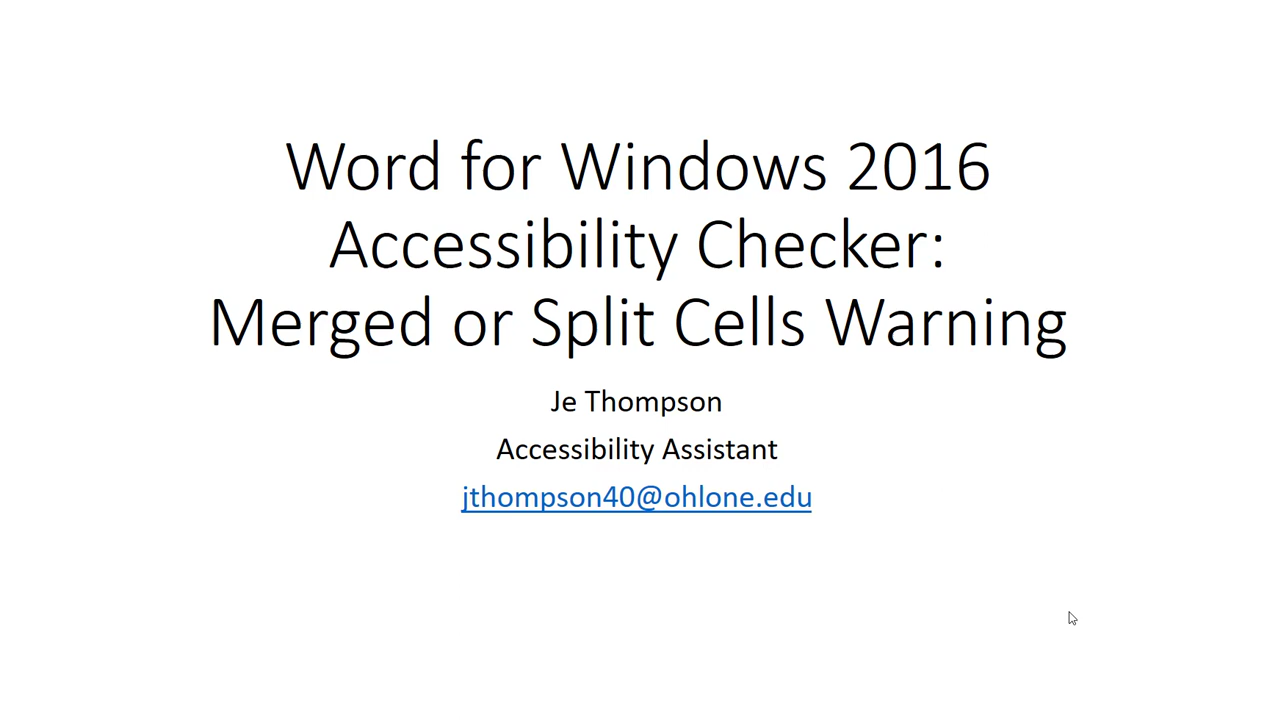 Word for Windows 2016
Accessibility Checker:
Merged or Split Cells Warning
Je Thompson
Accessibility Assistant
jthompson40@ohlone.edu